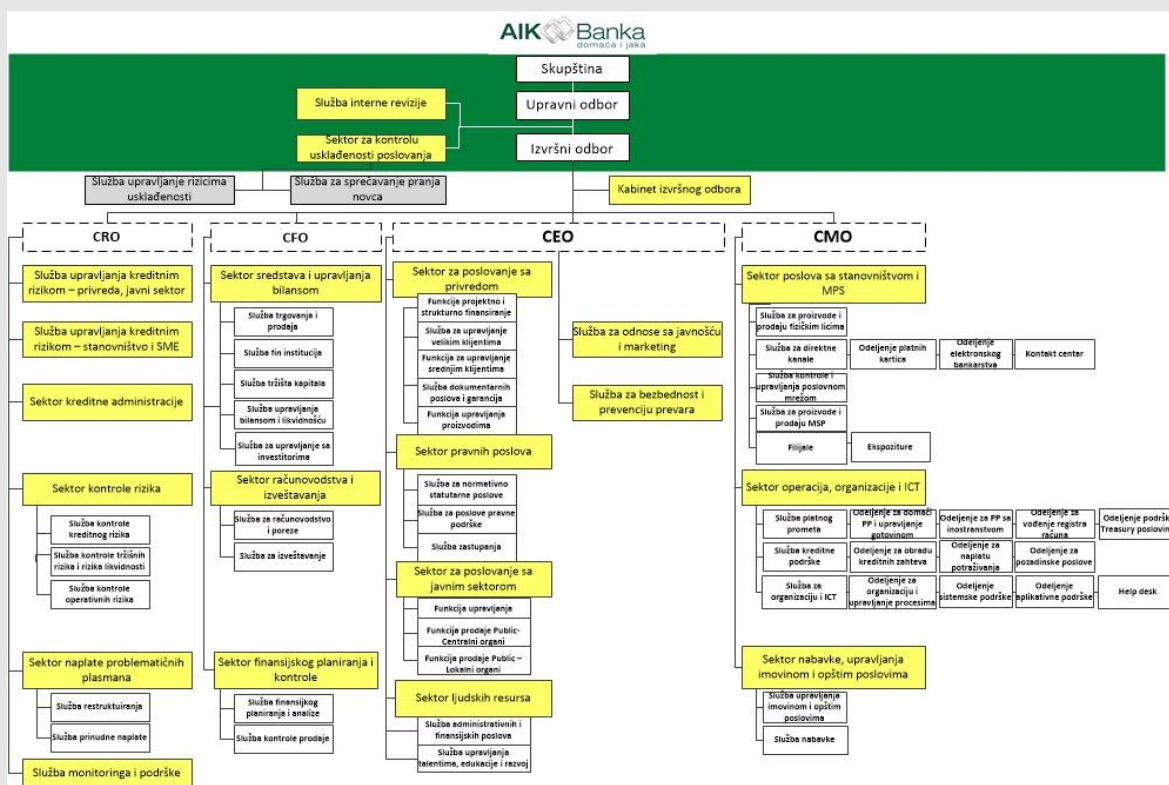 AIK Banka
domaća i jaka
Skupština
Služba interne revizije
Upravni odbor
Sektor za kontrolu
usklađenosti poslovanja
Izvršni odbor
Služba upravljanje rizicima
usklađenosti
Služba za sprečavanje pranja
novca
Kabinet izvršnog odbora
CRO
CFO
CEO
CMO
Služba upravljanja kreditnim
rizikom – privreda, javni sektor
Služba upravljanja kreditnim
rizikom – stanovništvo i SME
Sektor kreditne administracije
Sektor kontrole rizika
Služba kontrole
kreditnog rizika
Služba kontrole tržišnih
rizika i rizika likvidnosti
Služba kontrole
operativnih rizika
Sektor naplate problematičnih
plasmana
Služba restruktuiranja
Služba prinudne naplate
Služba monitoringa i podrške
Sektor sredstava i upravljanja
bilansom
Služba trgovanja i
prodaja
Služba fin institucija
Služba tržišta kapitala
Služba upravljanja
bilansom i likvidnošću
Služba za upravljanje sa
investitorima
Sektor računovodstva i
izveštavanja
Služba za računovodstvo
i poreze
Služba za izveštavanje
Sektor finansijskog planiranja i
kontrole
Služba finansijkog
planiranja i analize
Služba kontrole prodaje
Sektor za poslovanje sa
privredom
Funkcija projektno i
strukturno finansiranje
Služba za upravljanje
velikim klijentima
Funkcija za upravljanje
srednjim klijentima
Služba dokumentarnih
poslova i garancija
Funkcija upravljanja
proizvodima
Sektor pravnih poslova
Služba za normativno
statutarne poslove
Služba za poslove pravne
podrške
Služba zastupanja
Sektor za poslovanje sa
javnim sektorom
Funkcija upravljanja
Funkcija prodaje Public-
Centralni organi
Funkcija prodaje Public –
Lokalni organi
Sektor ljudskih resursa
Služba administrativnih i
finansijskih poslova
Služba upravljanja
talentima, edukacije i razvoj
Služba za odnose sa javnošću
i marketing
Služba za bezbednost i
prevenciju prevara
Sektor poslova sa stanovništvom i
MPS
Služba za proizvode i
prodaju fizičkim licima
Služba za direktne
kanale
Odeljenje platnih
kartica
Odeljenje
elektronskog
bankarstva
Kontakt centar
Služba kontrole i
upravljanja poslovnom
mrežom
Služba za proizvode i
prodaju MSP
Filijale
Ekspoziture
Sektor operacija, organizacije i ICT
Služba platnog
prometa
Odeljenje za domaći
PP i upravljanje
gotovinom
Odeljenje za PP sa
inostranstvom
Odeljenje za
vođenje registra
računa
Odeljenje podrške
Treasury poslovima
Služba kreditne
podrške
Odeljenje za obradu
kreditnih zahteva
Odeljenje za
naplatu
potraživanja
Odeljenje za
pozadinske poslove
Služba za
organizaciju i ICT
Odeljenje za
organizaciju i
upravljanje procesima
Odeljenje
sistemske podrške
Odeljenje
aplikativne podrške
Help desk
Sektor nabavke, upravljanja
imovinom i opštim poslovima
Služba upravljanja
imovinom i opštim
poslovima
Služba nabavke